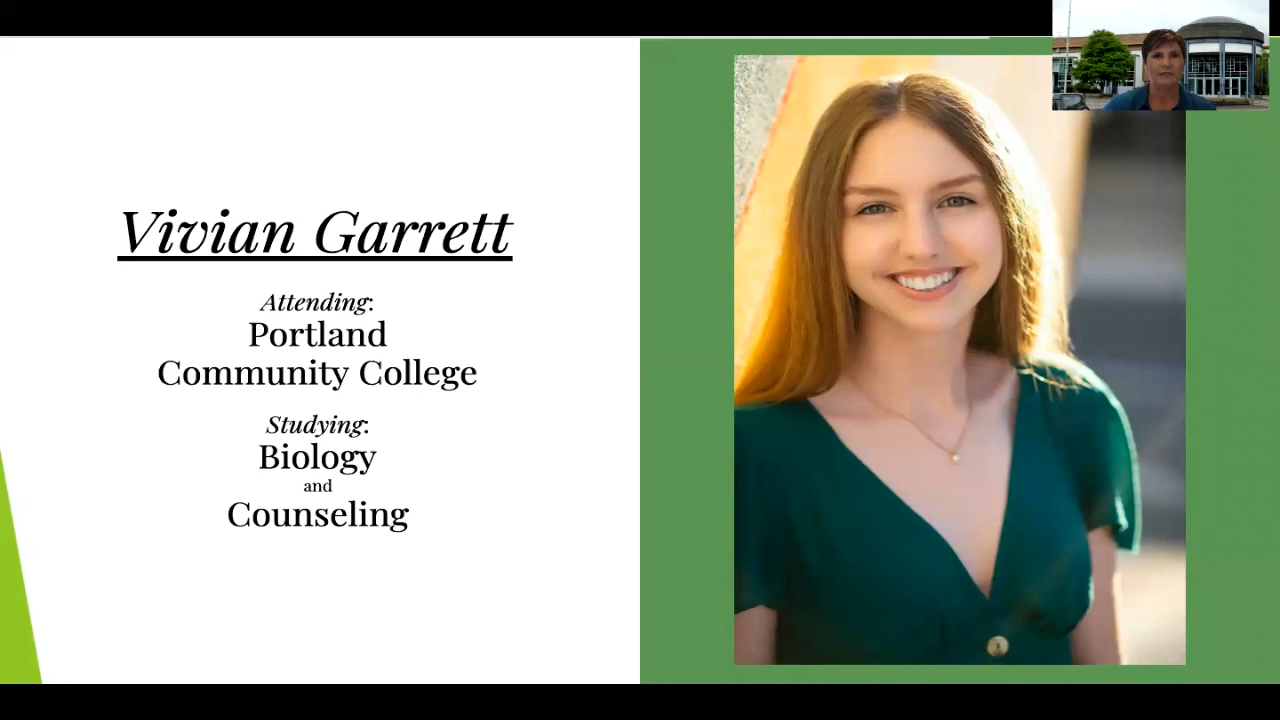 Vivian Garrett
Attending:
Portland
Community College
Studying:
Biology
and
Counseling